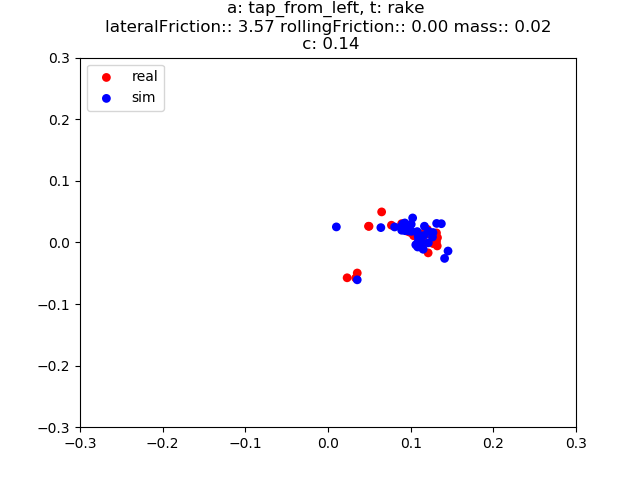 a: tap_from_left, t: rake
lateralFriction:: 3.57 rollingFriction:: 0.00 mass:: 0.02
c: 0.14
real
sim
0.3
0.2
0.1
0.0
−0.1
−0.2
−0.3
−0.3 −0.2 −0.1 0.0 0.1 0.2 0.3